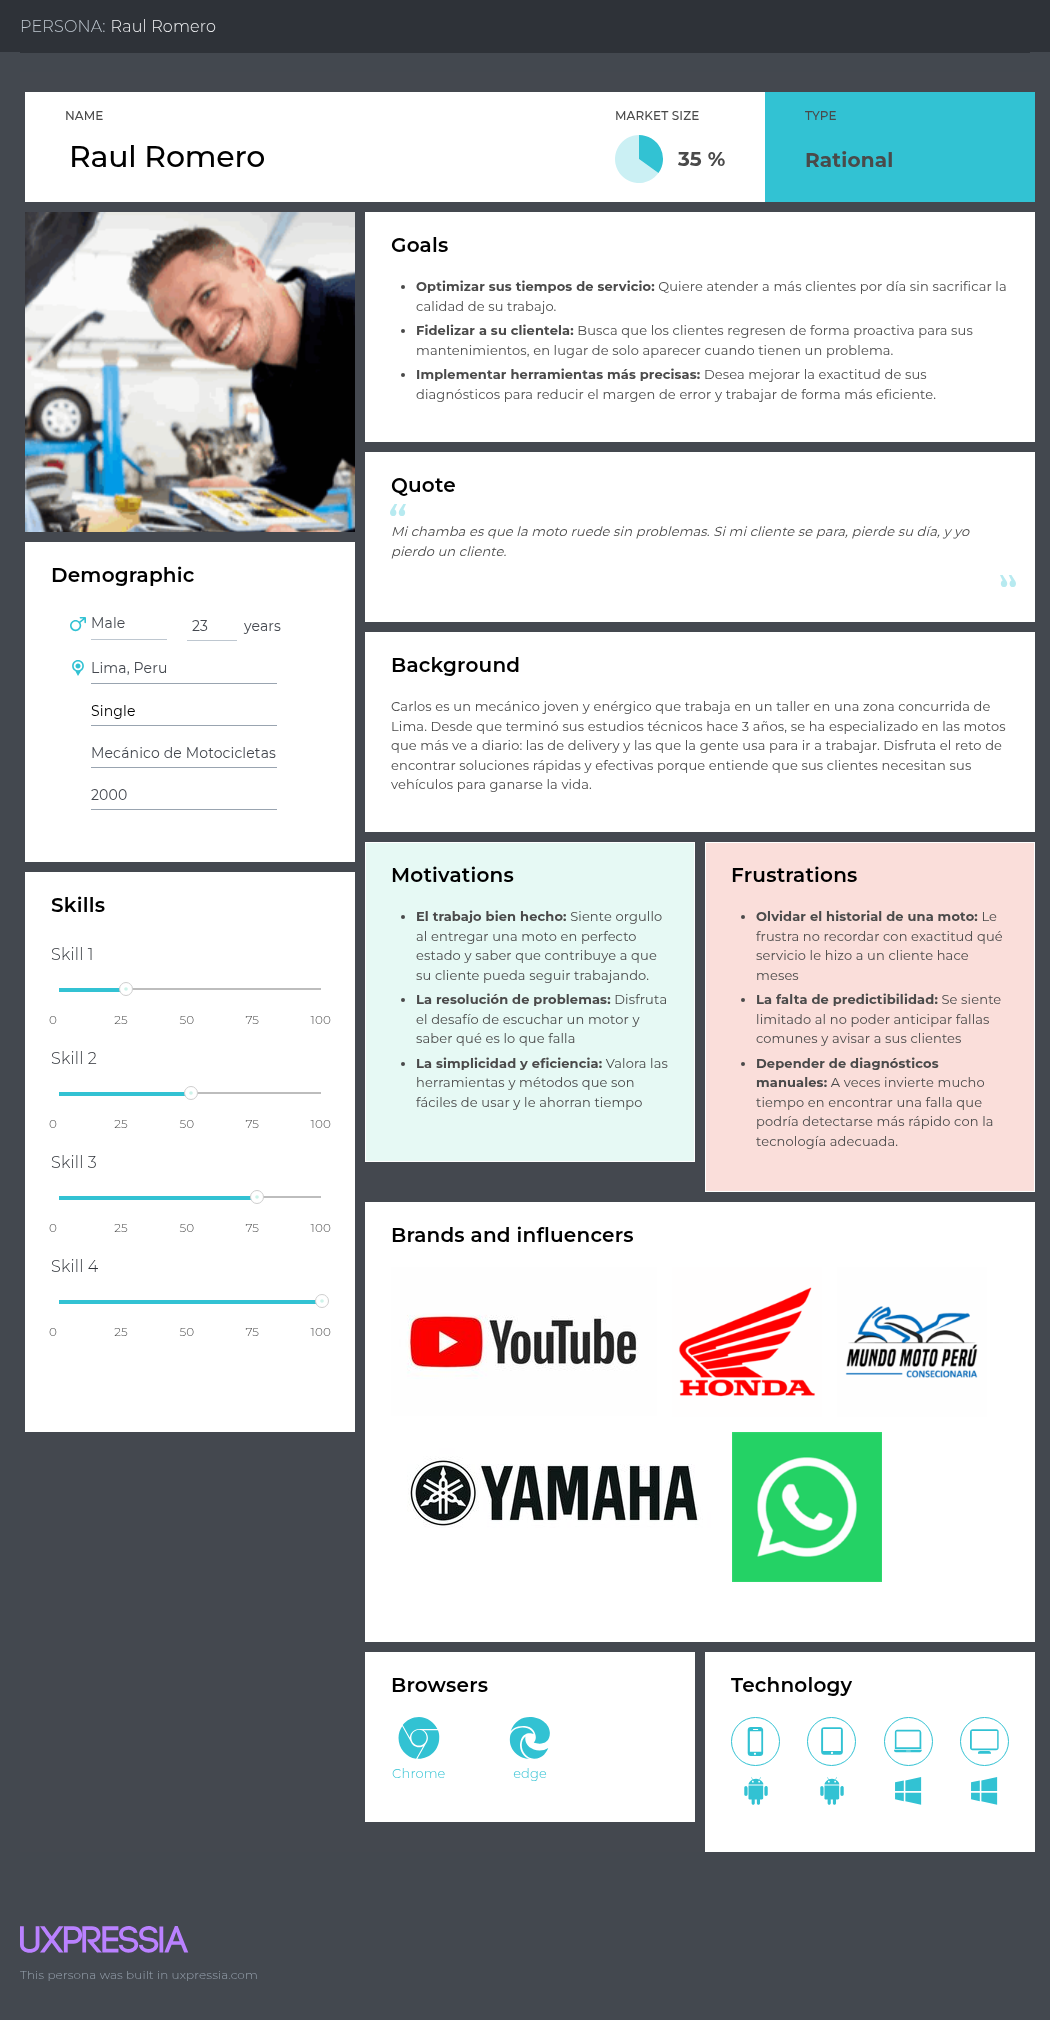 PERSONA: Raul Romero
NAME
Raul Romero
MARKET SIZE
35 %
TYPE
Rational
Goals
• Optimizar sus tiempos de servicio: Quiere atender a más clientes por día sin sacrificar la
calidad de su trabajo.
• Fidelizar a su clientela: Busca que los clientes regresen de forma proactiva para sus
mantenimientos, en lugar de solo aparecer cuando tienen un problema.
• Implementar herramientas más precisas: Desea mejorar la exactitud de sus
diagnósticos para reducir el margen de error y trabajar de forma más eficiente.
Quote
“
Mi chamba es que la moto ruede sin problemas. Si mi cliente se para, pierde su día, y yo
pierdo un cliente.
”
Demographic
Male 23 years
Lima, Peru
Single
Mecánico de Motocicletas
2000
Background
Carlos es un mecánico joven y enérgico que trabaja en un taller en una zona concurrida de
Lima. Desde que terminó sus estudios técnicos hace 3 años, se ha especializado en las motos
que más ve a diario: las de delivery y las que la gente usa para ir a trabajar. Disfruta el reto de
encontrar soluciones rápidas y efectivas porque entiende que sus clientes necesitan sus
vehículos para ganarse la vida.
Skills
Skill 1
0 25 50 75 100
Skill 2
0 25 50 75 100
Skill 3
0 25 50 75 100
Skill 4
0 25 50 75 100
Motivations
• El trabajo bien hecho: Siente orgullo
al entregar una moto en perfecto
estado y saber que contribuye a que
su cliente pueda seguir trabajando.
• La resolución de problemas: Disfruta
el desafío de escuchar un motor y
saber qué es lo que falla
• La simplicidad y eficiencia: Valora las
herramientas y métodos que son
fáciles de usar y le ahorran tiempo
Frustrations
• Olvidar el historial de una moto: Le
frustra no recordar con exactitud qué
servicio le hizo a un cliente hace
meses
• La falta de predictibilidad: Se siente
limitado al no poder anticipar fallas
comunes y avisar a sus clientes
• Depender de diagnósticos
manuales: A veces invierte mucho
tiempo en encontrar una falla que
podría detectarse más rápido con la
tecnología adecuada.
Brands and influencers
YouTube
HONDA
MUNDO MOTO PERÚ
CONSECIONARIA
YAMAHA
Browsers
Chrome
edge
Technology
UXPRESSIA
This persona was built in uxpressia.com